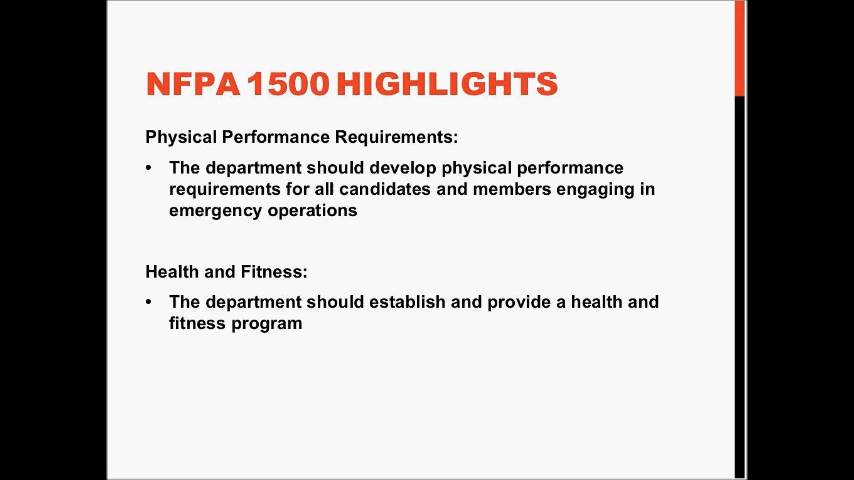 NFPA 1500 HIGHLIGHTS
Physical Performance Requirements:
• The department should develop physical performance
requirements for all candidates and members engaging in
emergency operations
Health and Fitness:
• The department should establish and provide a health and
fitness program